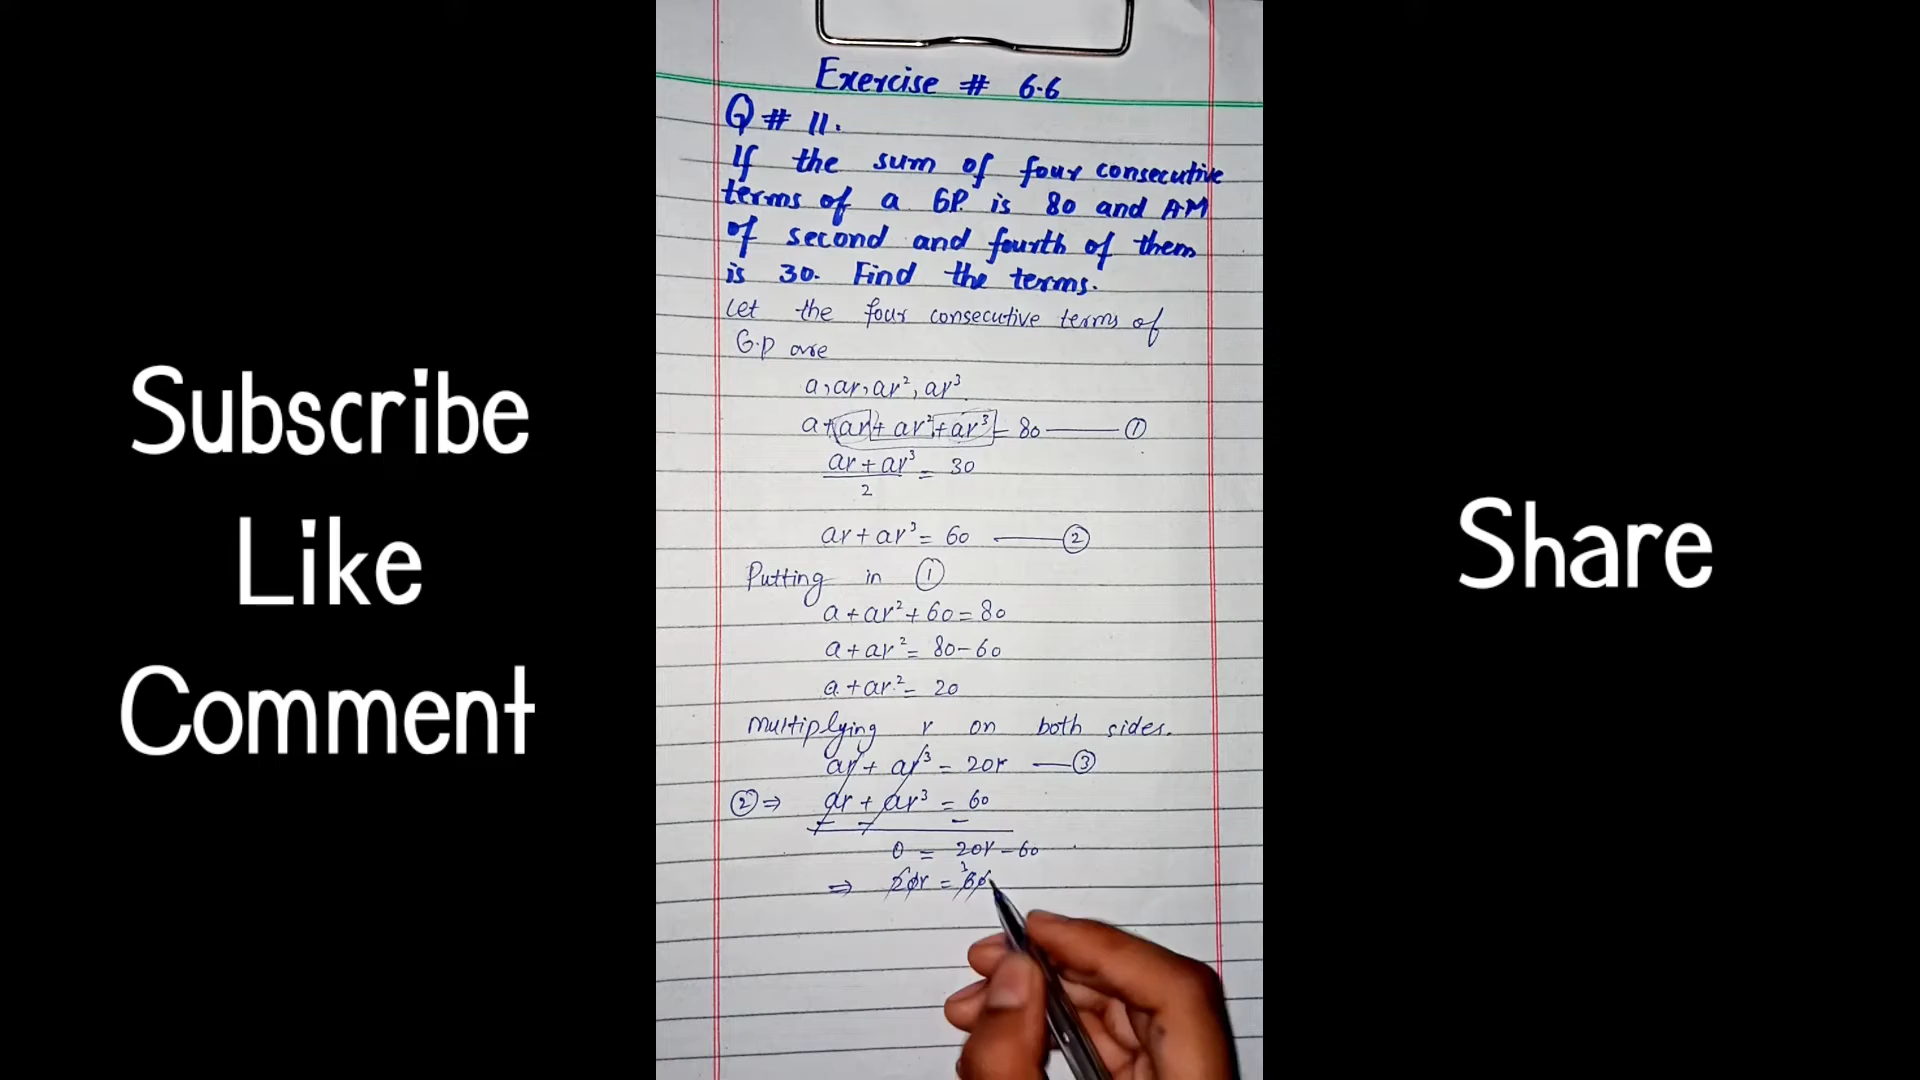 Subscribe
Like
Comment
Exercise # 6.6
Q # 11.
If the sum of four consecutive
terms of a GP. is 80 and A.M
of second and fourth of them
is 30. Find the terms.
Let the four consecutive terms of
G.P are
a, ar, ar², ar³
a + ar + ar² + ar³ = 80 — ①
ar + ar³ = 30
2
ar + ar³ = 60 — ②
Putting in ①
a + ar² + 60 = 80
a + ar² = 80 - 60
a + ar² = 20
multiplying r on both sides.
ar + ar³ = 20r — ③
② ⇒ ar + ar³ = 60
- - -
0 = 20r - 60
3
⇒ 20r = 60
Share